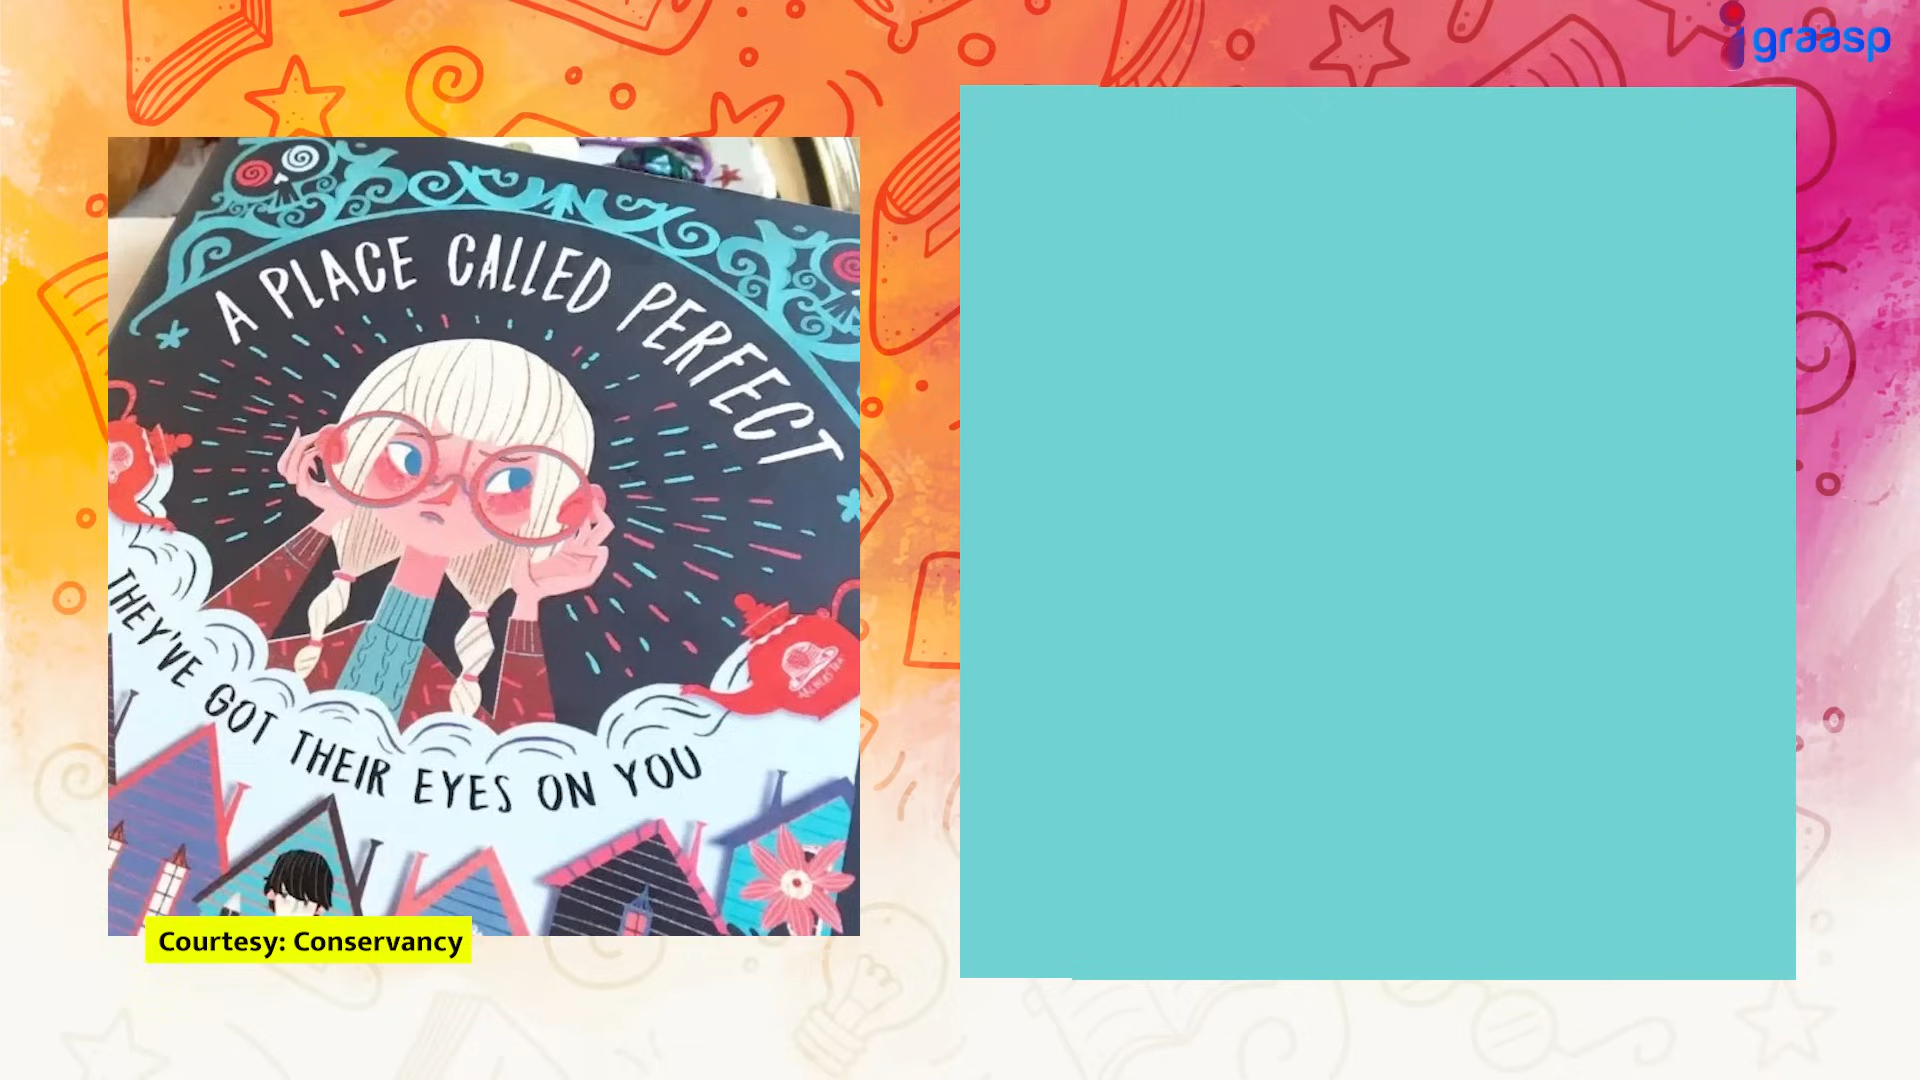 graasp
A PLACE CALLED PERFECT
THEY'VE GOT THEIR EYES ON YOU
Courtesy: Conservancy